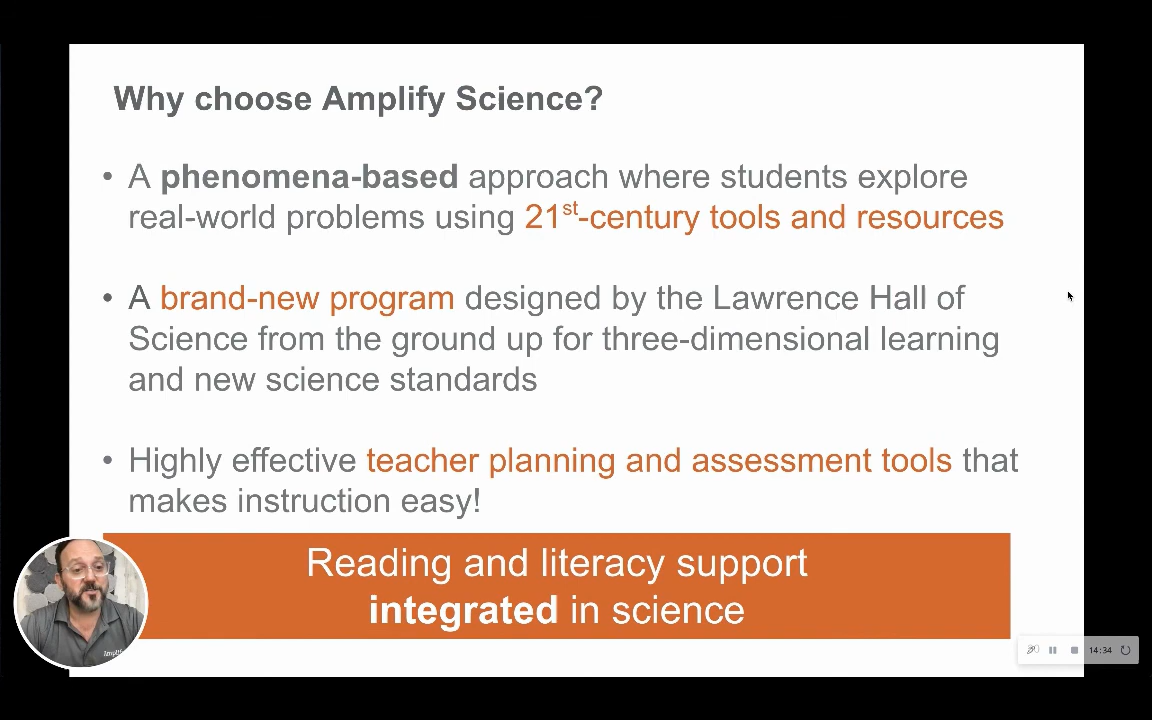 Why choose Amplify Science?
• A phenomena-based approach where students explore
real-world problems using 21st-century tools and resources
• A brand-new program designed by the Lawrence Hall of
Science from the ground up for three-dimensional learning
and new science standards
• Highly effective teacher planning and assessment tools that
makes instruction easy!
Reading and literacy support
integrated in science
14:34